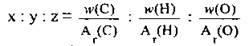 x : y : z = w(C)/A_r(C) : w(H)/A_r(H) : w(O)/A_r(O)